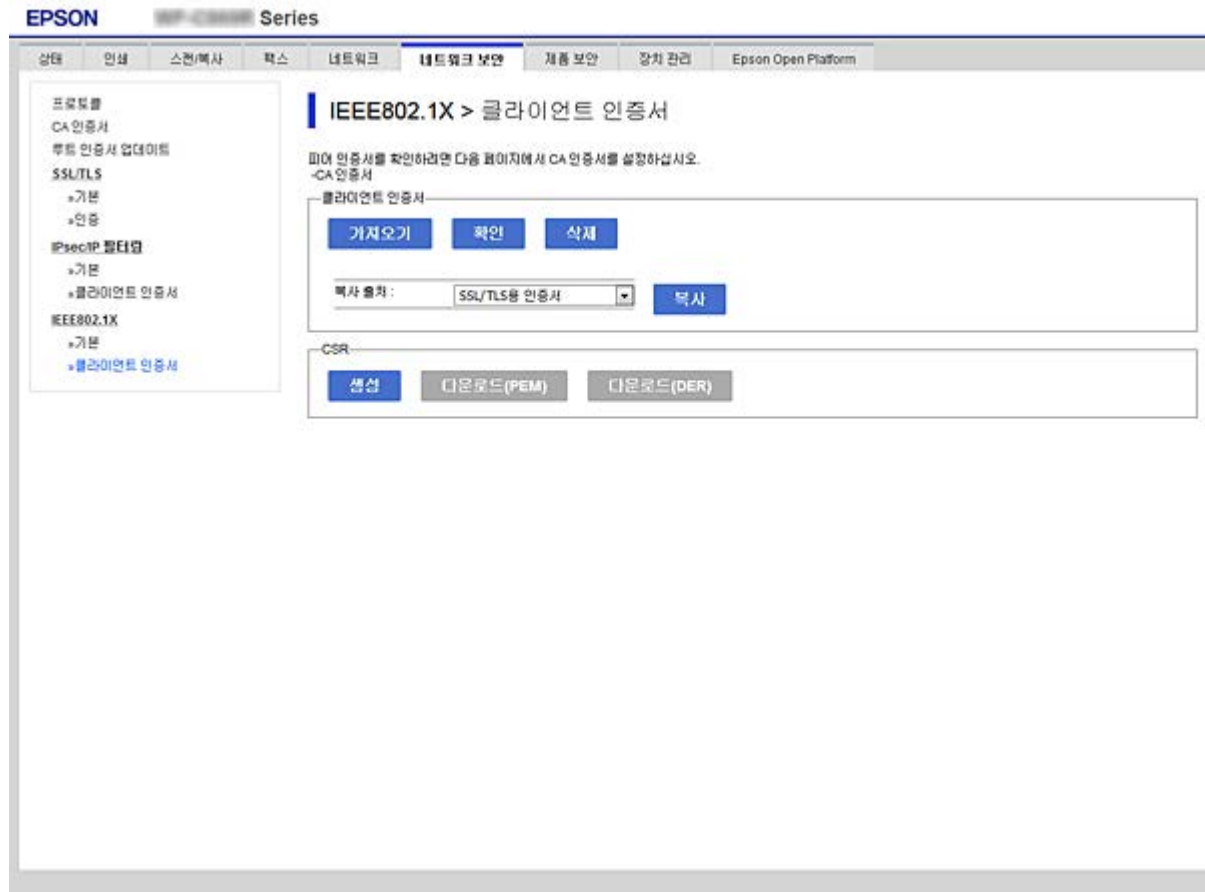 EPSON Series
상태 인쇄 스캔/복사 팩스 네트워크 네트워크 보안 제품 보안 장치 관리 Epson Open Platform
프로토콜
CA 인증서
루트 인증서 업데이트
SSL/TLS
»기본
»인증
IPsec/IP 필터링
»기본
»클라이언트 인증서
IEEE802.1X
»기본
»클라이언트 인증서
IEEE802.1X > 클라이언트 인증서
피어 인증서를 확인하려면 다음 페이지에서 CA 인증서를 설정하십시오.
-CA 인증서
클라이언트 인증서
가져오기 확인 삭제
복사 출처 : SSL/TLS용 인증서 복사
CSR
생성 다운로드(PEM) 다운로드(DER)